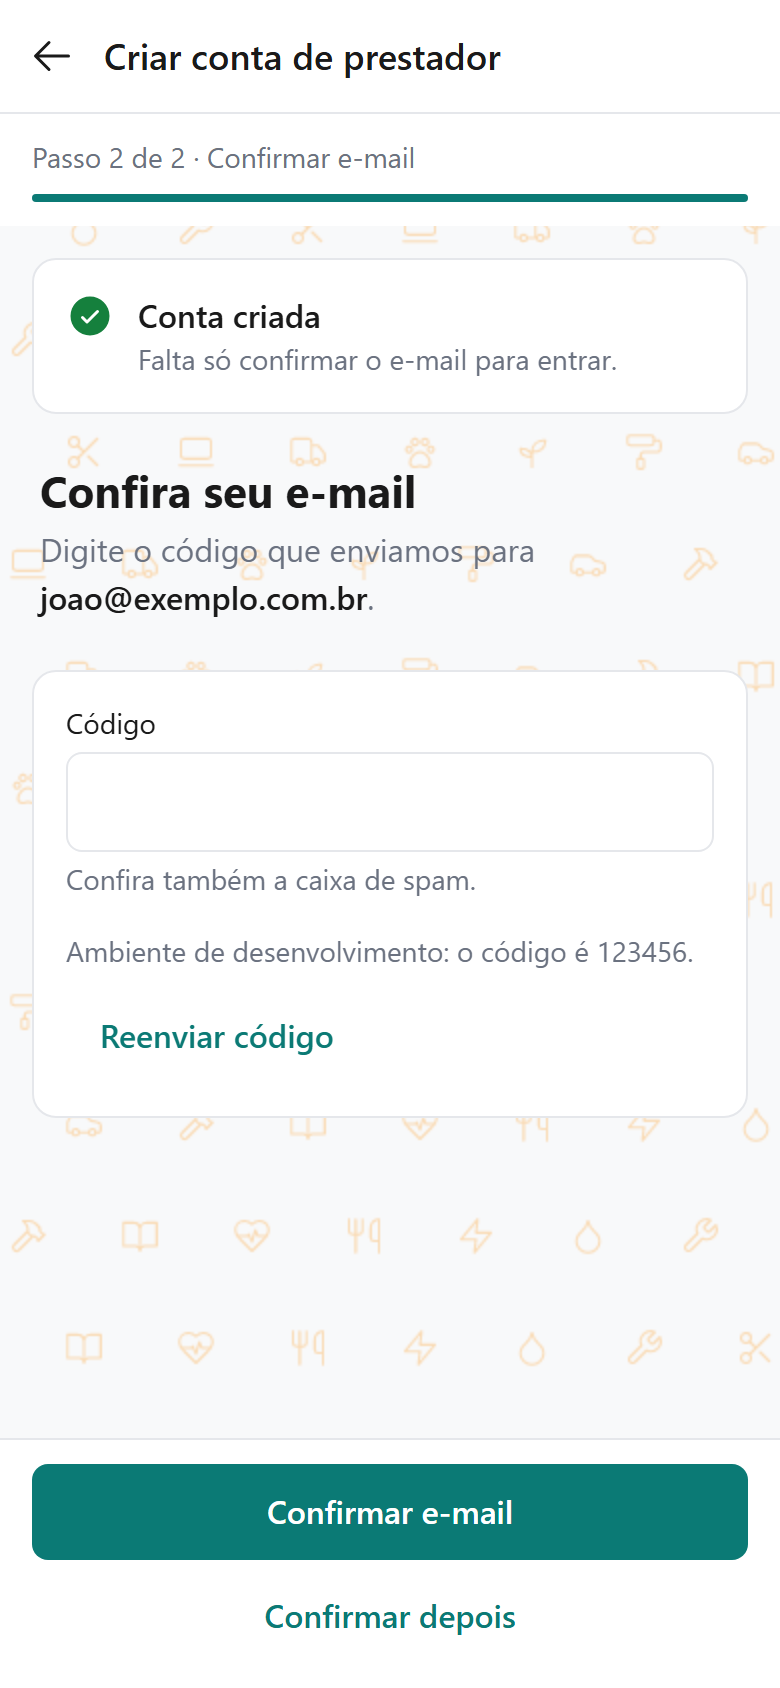 Criar conta de prestador
Passo 2 de 2 · Confirmar e-mail
Conta criada
Falta só confirmar o e-mail para entrar.
Confira seu e-mail
Digite o código que enviamos para
joao@exemplo.com.br.
Código
Confira também a caixa de spam.
Ambiente de desenvolvimento: o código é 123456.
Reenviar código
Confirmar e-mail
Confirmar depois